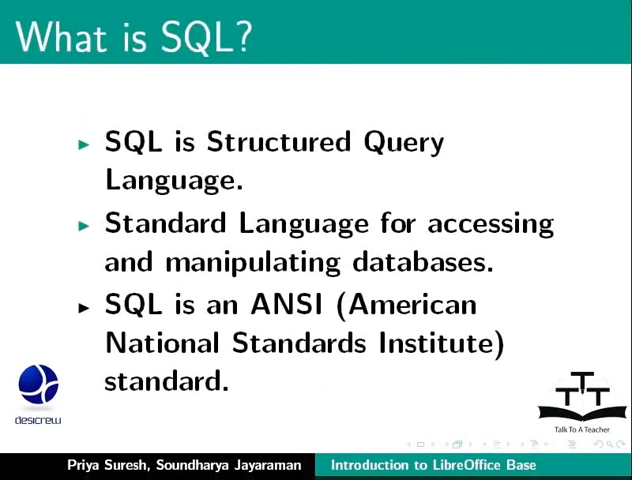 What is SQL?
SQL is Structured Query
Language.
Standard Language for accessing
and manipulating databases.
SQL is an ANSI (American
National Standards Institute)
standard.
desicrew
TTT
Talk To A Teacher
Priya Suresh, Soundharya Jayaraman
Introduction to LibreOffice Base